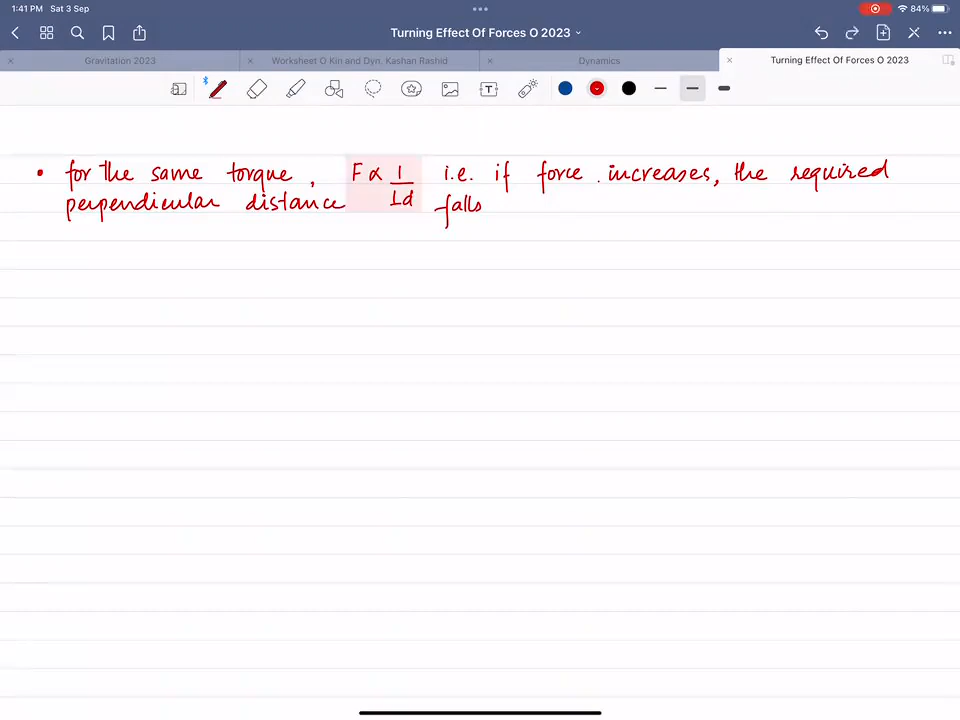 1:41 PM Sat 3 Sep
84%
Turning Effect Of Forces O 2023
Gravitation 2023
Worksheet O Kin and Dyn. Kashan Rashid
Dynamics
Turning Effect Of Forces O 2023
• for the same torque, F ∝ 1/⊥d i.e. if force increases, the required
perpendicular distance falls